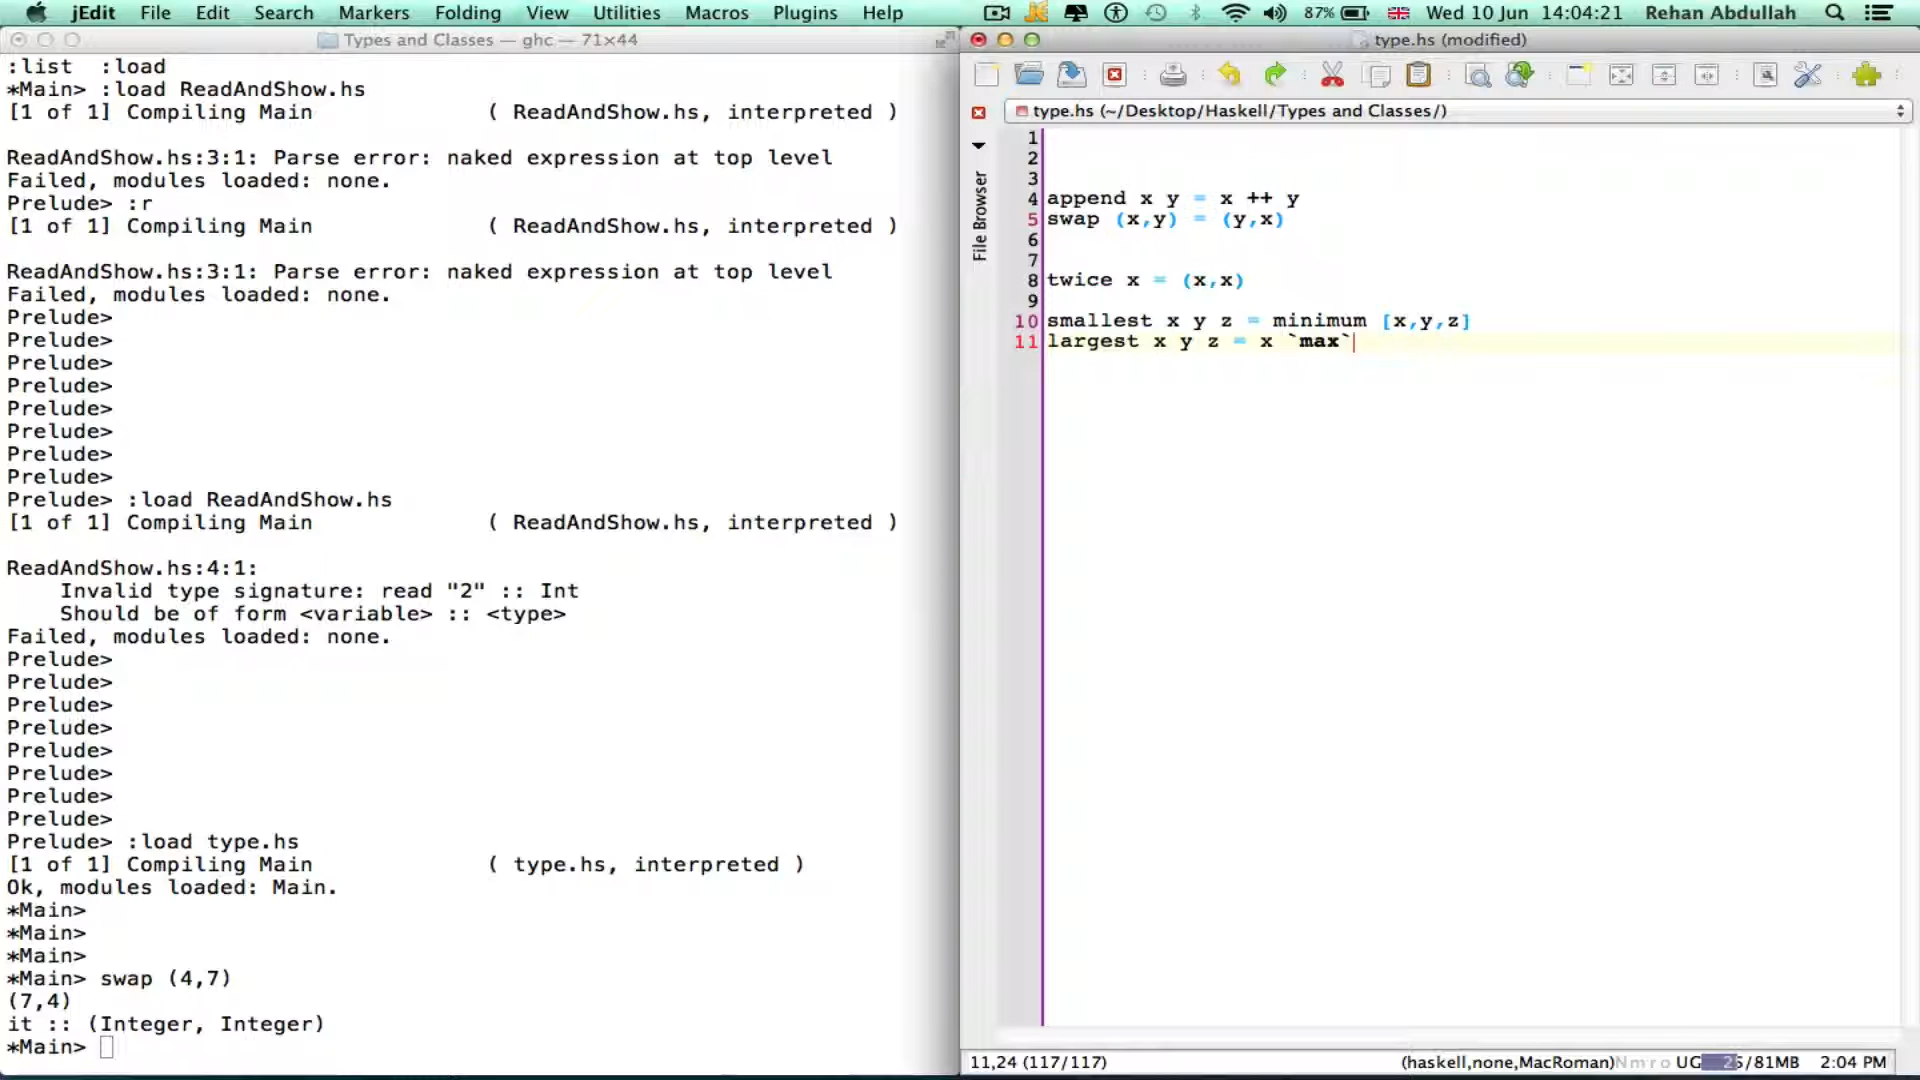 jEdit File Edit Search Markers Folding View Utilities Macros Plugins Help 87% Wed 10 Jun 14:04:21 Rehan Abdullah
Types and Classes — ghc — 71×44
:list :load
*Main> :load ReadAndShow.hs
[1 of 1] Compiling Main ( ReadAndShow.hs, interpreted )
ReadAndShow.hs:3:1: Parse error: naked expression at top level
Failed, modules loaded: none.
Prelude> :r
[1 of 1] Compiling Main ( ReadAndShow.hs, interpreted )
ReadAndShow.hs:3:1: Parse error: naked expression at top level
Failed, modules loaded: none.
Prelude>
Prelude>
Prelude>
Prelude>
Prelude>
Prelude>
Prelude>
Prelude>
Prelude> :load ReadAndShow.hs
[1 of 1] Compiling Main ( ReadAndShow.hs, interpreted )
ReadAndShow.hs:4:1:
Invalid type signature: read "2" :: Int
Should be of form <variable> :: <type>
Failed, modules loaded: none.
Prelude>
Prelude>
Prelude>
Prelude>
Prelude>
Prelude>
Prelude>
Prelude>
Prelude> :load type.hs
[1 of 1] Compiling Main ( type.hs, interpreted )
Ok, modules loaded: Main.
*Main>
*Main>
*Main>
*Main> swap (4,7)
(7,4)
it :: (Integer, Integer)
*Main>
type.hs (modified)
type.hs (~/Desktop/Haskell/Types and Classes/)
File Browser
1
2
3
4 append x y = x ++ y
5 swap (x,y) = (y,x)
6
7
8 twice x = (x,x)
9
10 smallest x y z = minimum [x,y,z]
11 largest x y z = x `max`
11,24 (117/117) (haskell,none,MacRoman) N m r o UG 25/81MB 2:04 PM